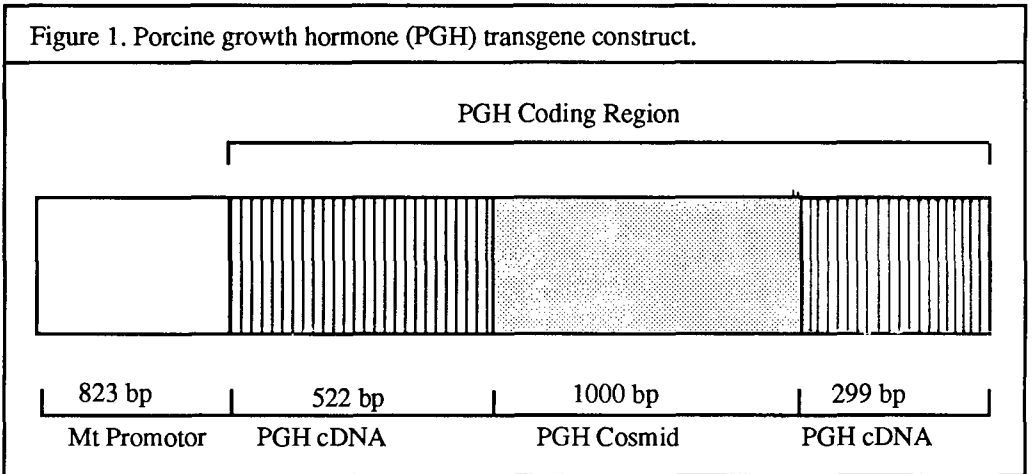 Figure 1. Porcine growth hormone (PGH) transgene construct.
PGH Coding Region
823 bp 522 bp 1000 bp 299 bp
Mt Promotor PGH cDNA PGH Cosmid PGH cDNA